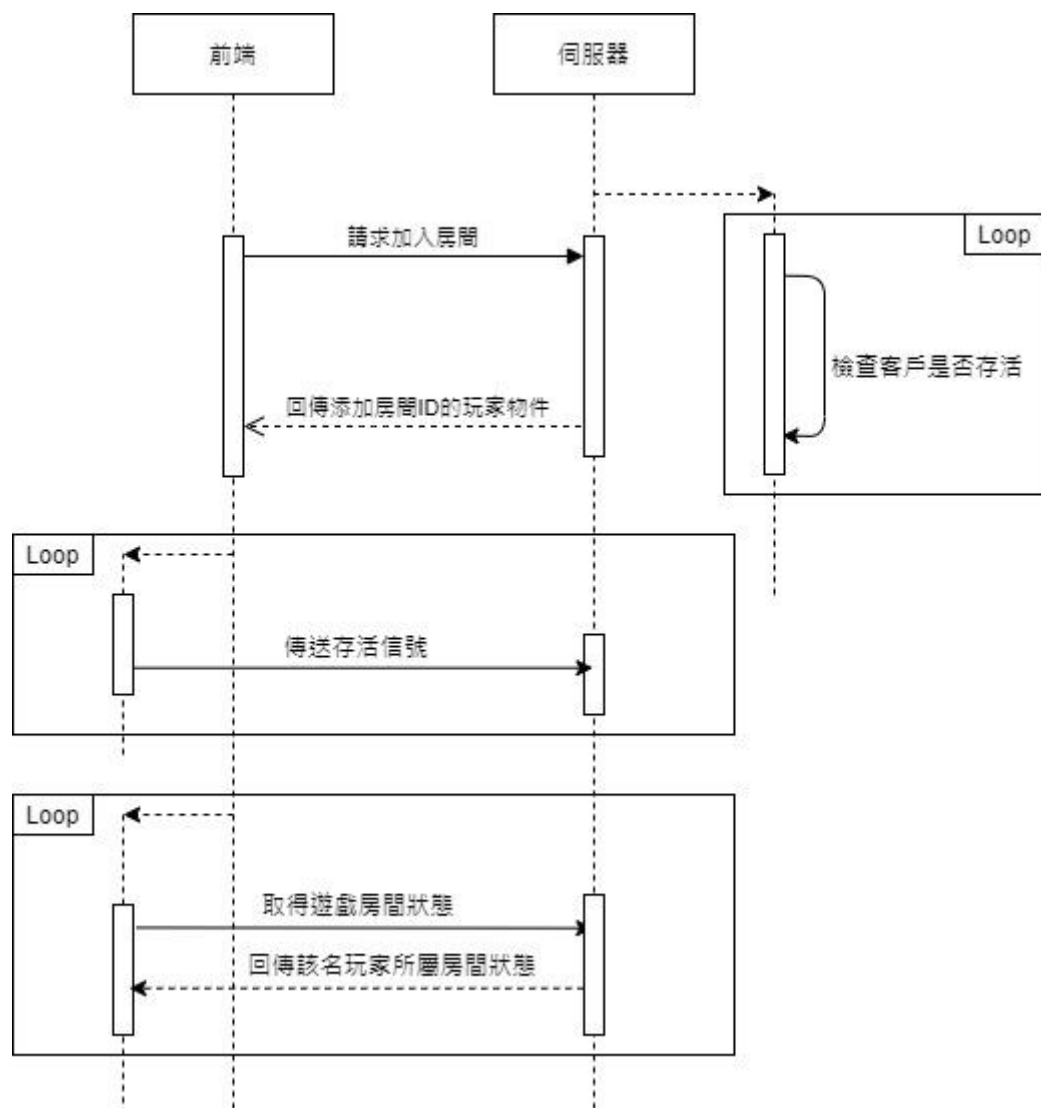 前端
伺服器
請求加入房間
Loop
檢查客戶是否存活
回傳添加房間ID的玩家物件
Loop
傳送存活信號
Loop
取得遊戲房間狀態
回傳該名玩家所屬房間狀態